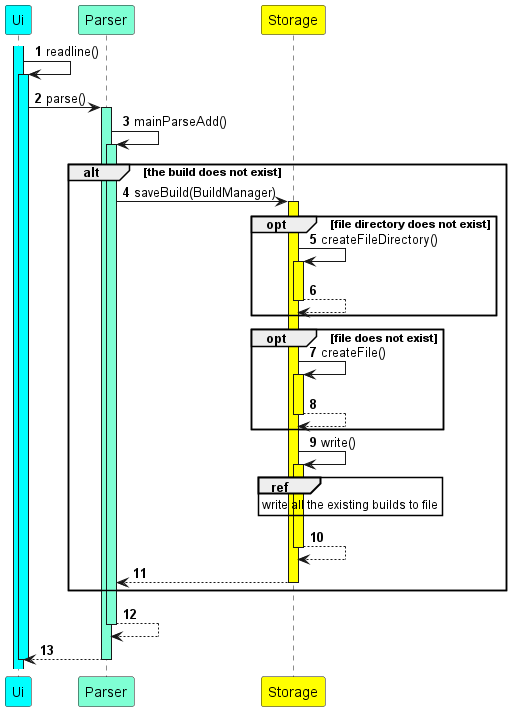 Ui Parser Storage
1 readline()
2 parse()
3 mainParseAdd()
alt [the build does not exist]
4 saveBuild(BuildManager)
opt [file directory does not exist]
5 createFileDirectory()
6
opt [file does not exist]
7 createFile()
8
9 write()
ref
write all the existing builds to file
10
11
12
13
Ui Parser Storage